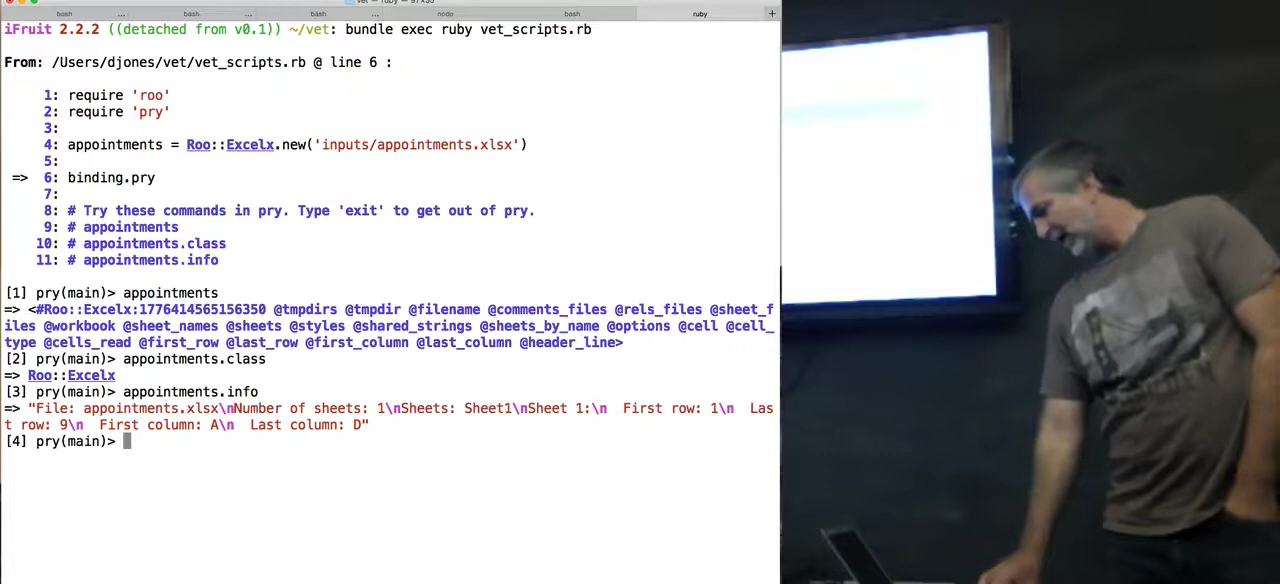 bash
...
bash
...
bash
...
node
bash
ruby
+
iFruit 2.2.2 ((detached from v0.1)) ~/vet: bundle exec ruby vet_scripts.rb
From: /Users/djones/vet/vet_scripts.rb @ line 6 :
1: require 'roo'
2: require 'pry'
3:
4: appointments = Roo::Excelx.new('inputs/appointments.xlsx')
5:
=> 6: binding.pry
7:
8: # Try these commands in pry. Type 'exit' to get out of pry.
9: # appointments
10: # appointments.class
11: # appointments.info
[1] pry(main)> appointments
=> <#Roo::Excelx:1776414565156350 @tmpdirs @tmpdir @filename @comments_files @rels_files @sheet_f
iles @workbook @sheet_names @sheets @styles @shared_strings @sheets_by_name @options @cell @cell_
type @cells_read @first_row @last_row @first_column @last_column @header_line>
[2] pry(main)> appointments.class
=> Roo::Excelx
[3] pry(main)> appointments.info
=> "File: appointments.xlsx\nNumber of sheets: 1\nSheets: Sheet1\nSheet 1:\n  First row: 1\n  Las
t row: 9\n  First column: A\n  Last column: D"
[4] pry(main)>